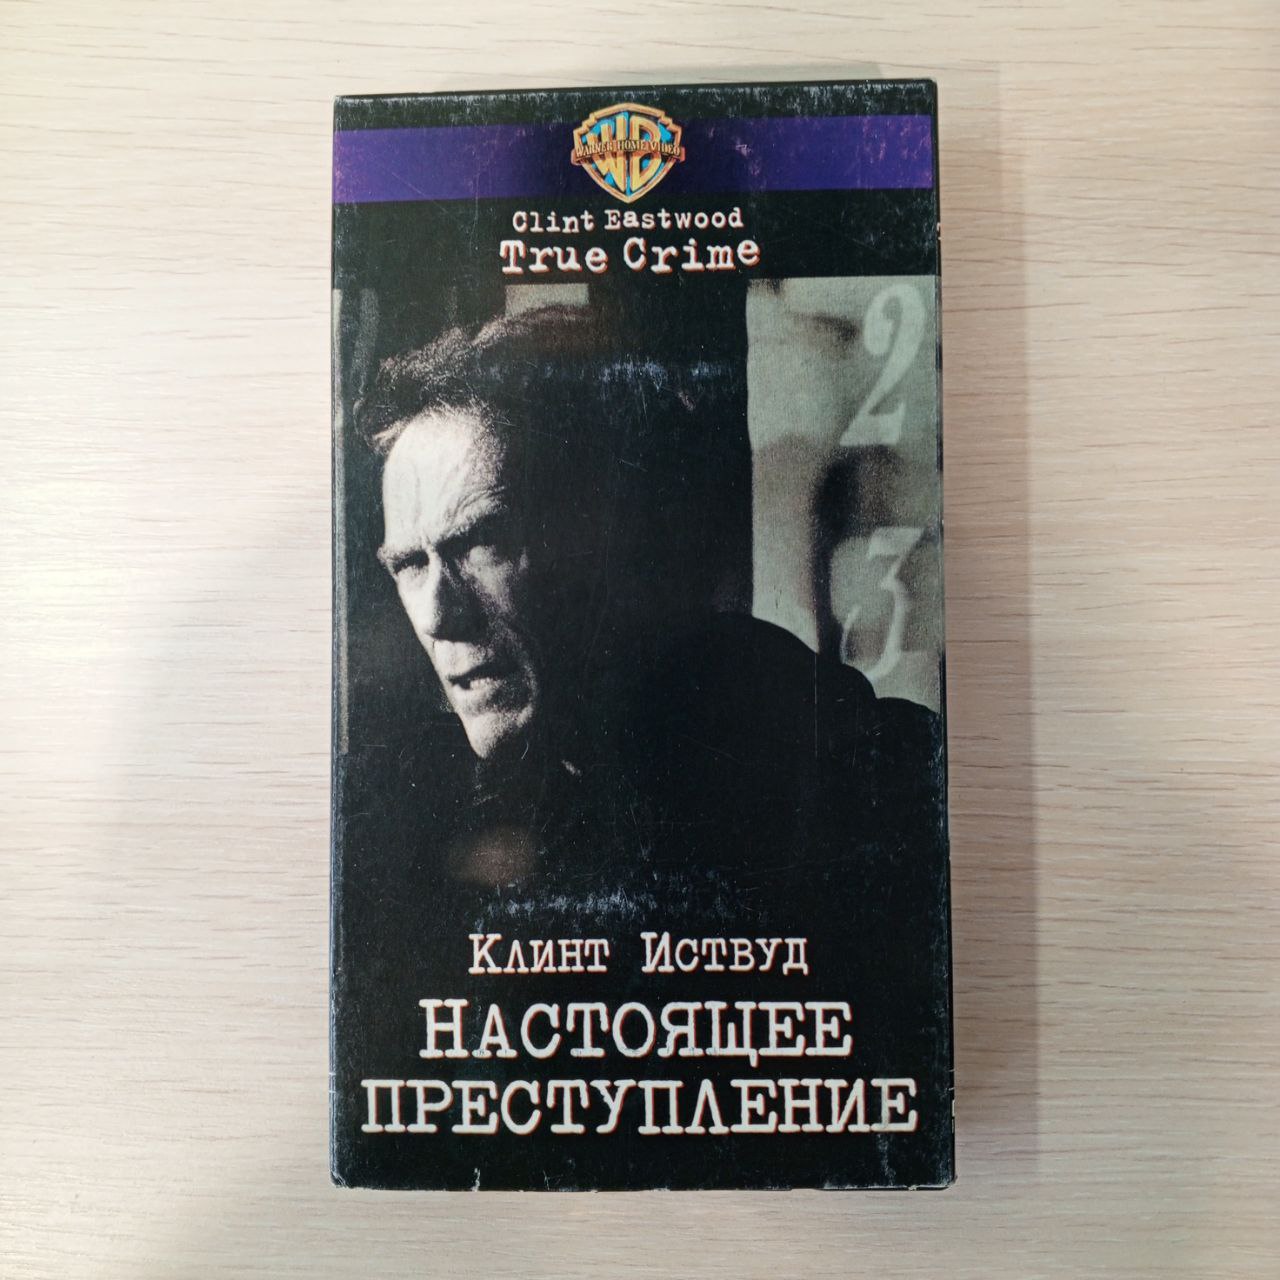 WARNER HOME VIDEO
Clint Eastwood
True Crime
2
3
Клинт Иствуд
Настоящее
преступление